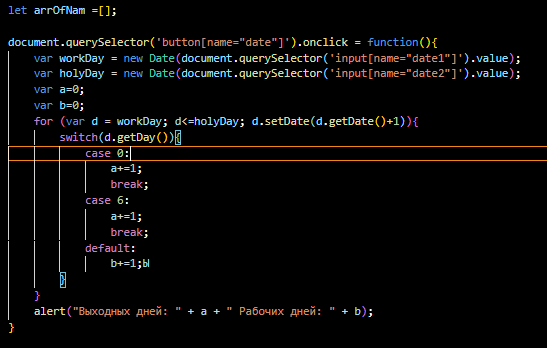 let arrOfNam =[];
document.querySelector('button[name="date"]').onclick = function(){
var workDay = new Date(document.querySelector('input[name="date1"]').value);
var holyDay = new Date(document.querySelector('input[name="date2"]').value);
var a=0;
var b=0;
for (var d = workDay; d<=holyDay; d.setDate(d.getDate()+1)){
switch(d.getDay()){
case 0:
a+=1;
break;
case 6:
a+=1;
break;
default:
b+=1;Ы
}
}
alert("Выходных дней: " + a + " Рабочих дней: " + b);
}